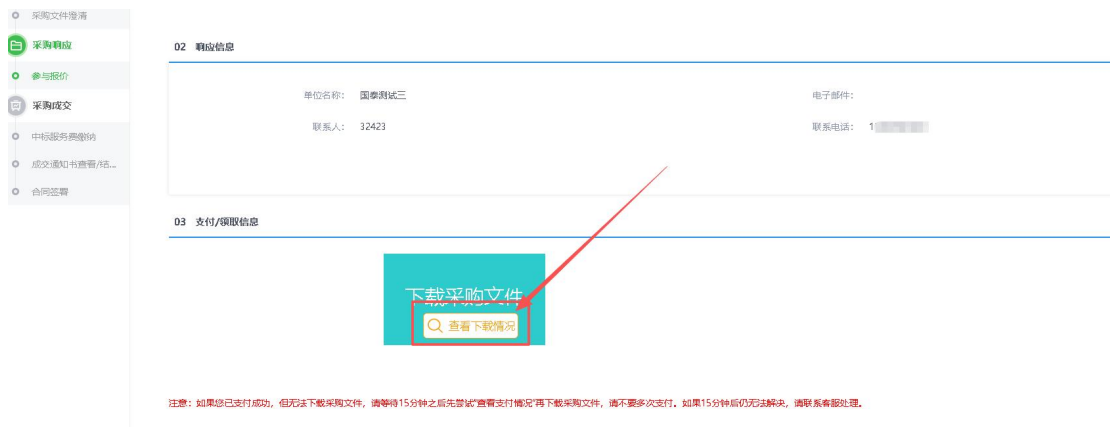 采购文件澄清
采购响应
参与报价
采购成交
中标服务费缴纳
成交通知书查看/结...
合同签署
02 响应信息
单位名称： 国泰测试三
电子邮件：
联系人： 32423
联系电话： 1
03 支付/领取信息
下载采购文件
查看下载情况
注意：如果您已支付成功，但无法下载采购文件，请等待15分钟之后先尝试"查看支付情况"再下载采购文件，请不要多次支付。如果15分钟后仍无法解决，请联系客服处理。